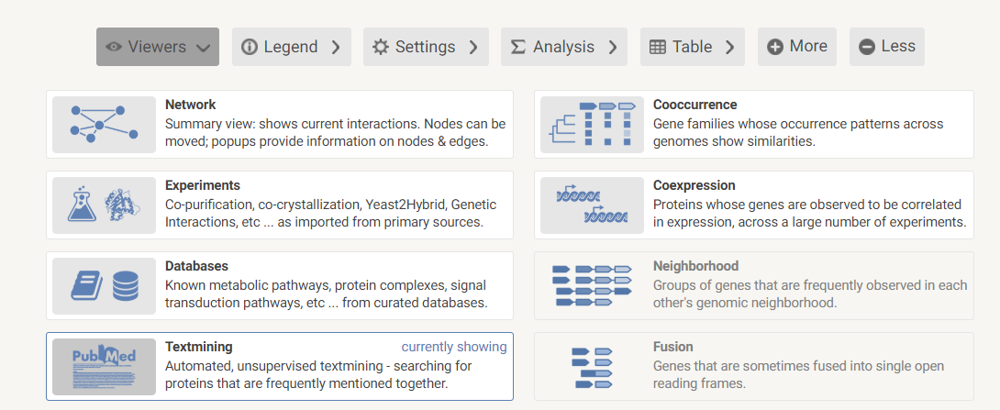 Viewers
Legend
Settings
Analysis
Table
More
Less
Network
Summary view: shows current interactions. Nodes can be
moved; popups provide information on nodes & edges.
Cooccurrence
Gene families whose occurrence patterns across
genomes show similarities.
Experiments
Co-purification, co-crystallization, Yeast2Hybrid, Genetic
Interactions, etc ... as imported from primary sources.
Coexpression
Proteins whose genes are observed to be correlated
in expression, across a large number of experiments.
Databases
Known metabolic pathways, protein complexes, signal
transduction pathways, etc ... from curated databases.
Neighborhood
Groups of genes that are frequently observed in each
other's genomic neighborhood.
PubMed
Textmining currently showing
Automated, unsupervised textmining - searching for
proteins that are frequently mentioned together.
Fusion
Genes that are sometimes fused into single open
reading frames.